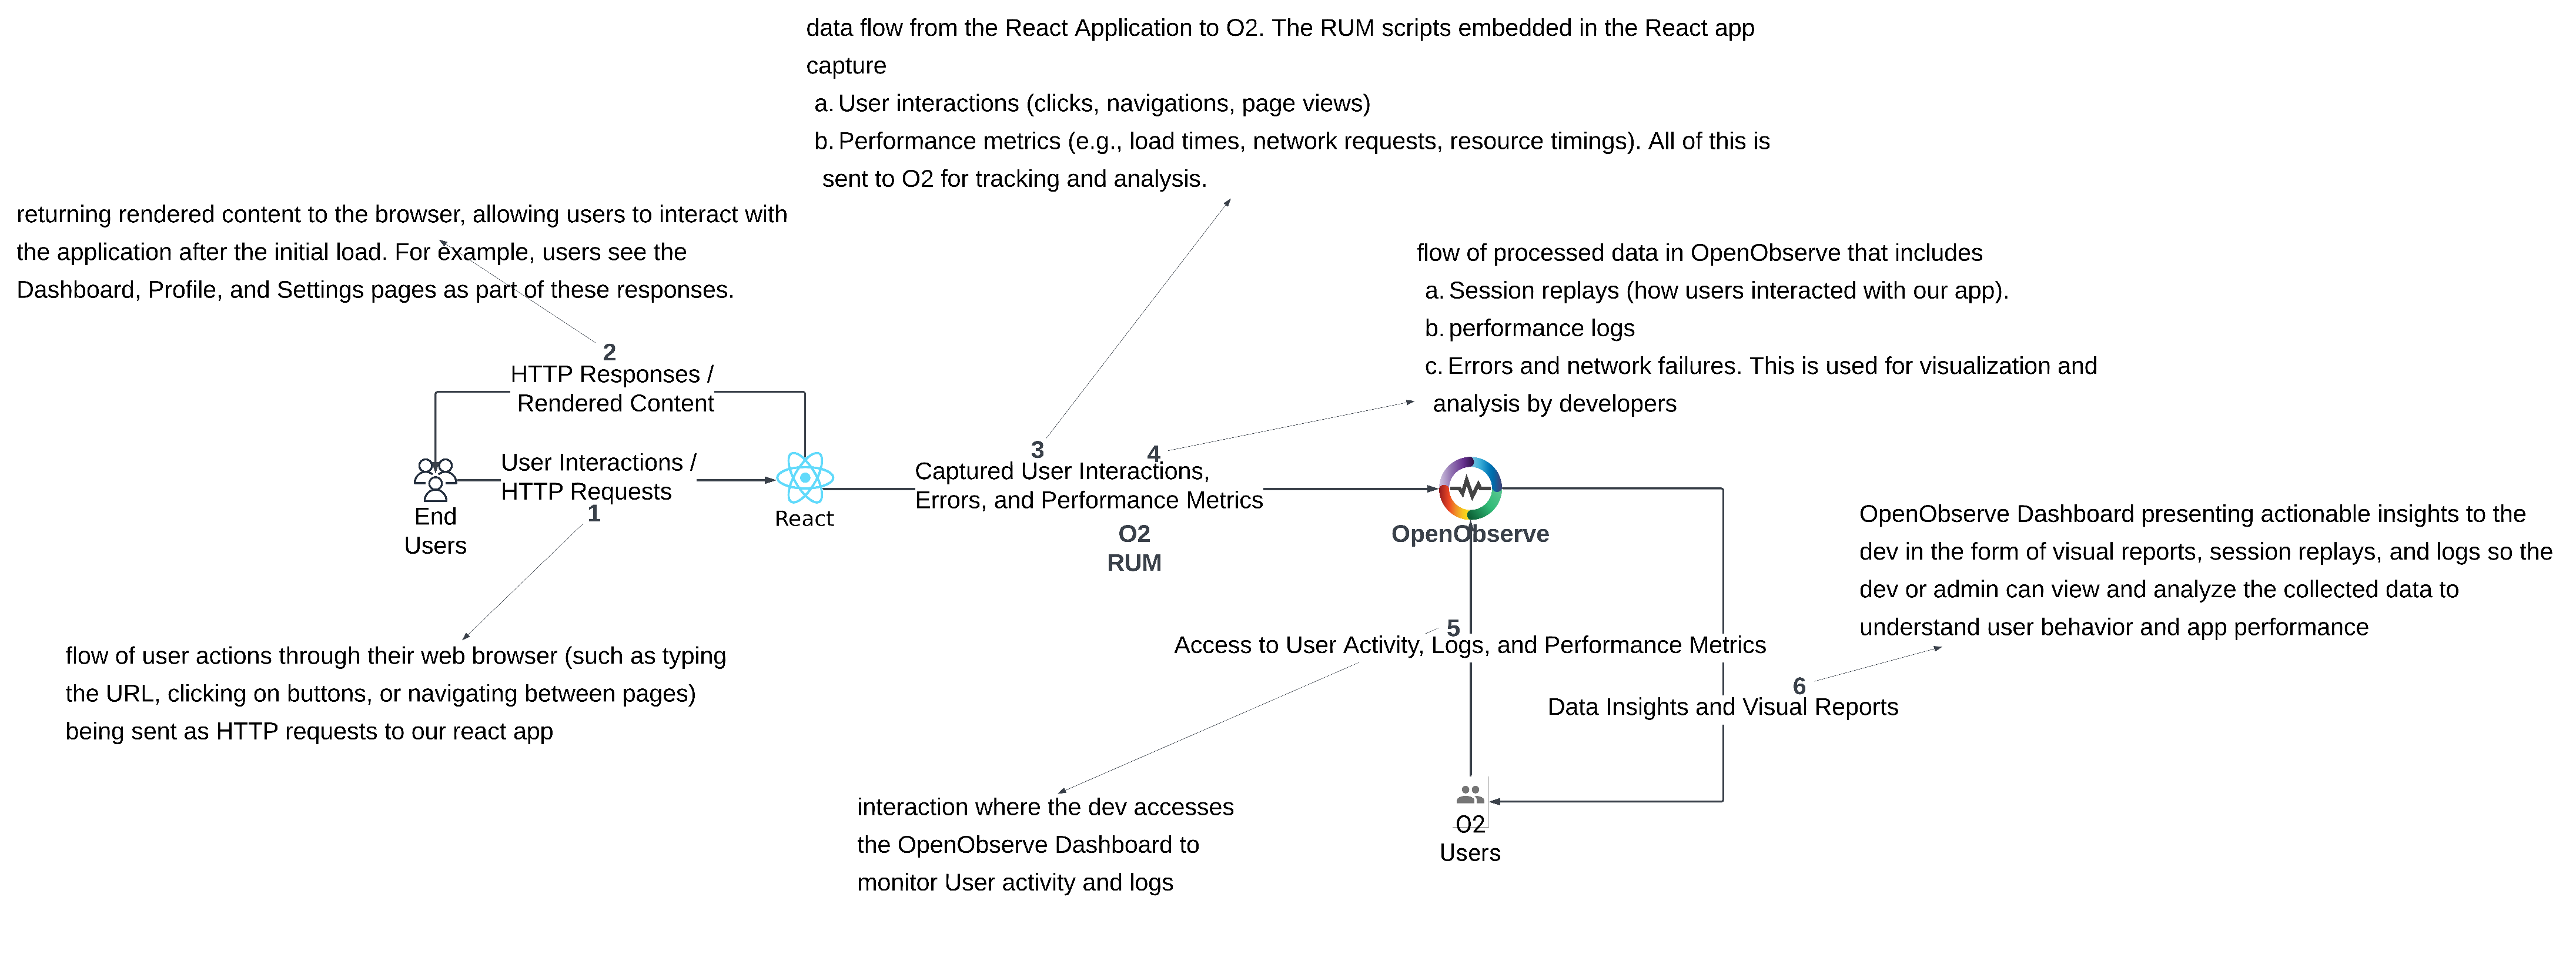 data flow from the React Application to O2. The RUM scripts embedded in the React app
capture
a. User interactions (clicks, navigations, page views)
b. Performance metrics (e.g., load times, network requests, resource timings). All of this is
sent to O2 for tracking and analysis.
returning rendered content to the browser, allowing users to interact with
the application after the initial load. For example, users see the
Dashboard, Profile, and Settings pages as part of these responses.
flow of processed data in OpenObserve that includes
a. Session replays (how users interacted with our app).
b. performance logs
c. Errors and network failures. This is used for visualization and
analysis by developers
2
HTTP Responses /
Rendered Content
User Interactions /
HTTP Requests
1
End
Users
React
3
4
Captured User Interactions,
Errors, and Performance Metrics
O2
RUM
OpenObserve
OpenObserve Dashboard presenting actionable insights to the
dev in the form of visual reports, session replays, and logs so the
dev or admin can view and analyze the collected data to
understand user behavior and app performance
flow of user actions through their web browser (such as typing
the URL, clicking on buttons, or navigating between pages)
being sent as HTTP requests to our react app
5
Access to User Activity, Logs, and Performance Metrics
6
Data Insights and Visual Reports
interaction where the dev accesses
the OpenObserve Dashboard to
monitor User activity and logs
O2
Users